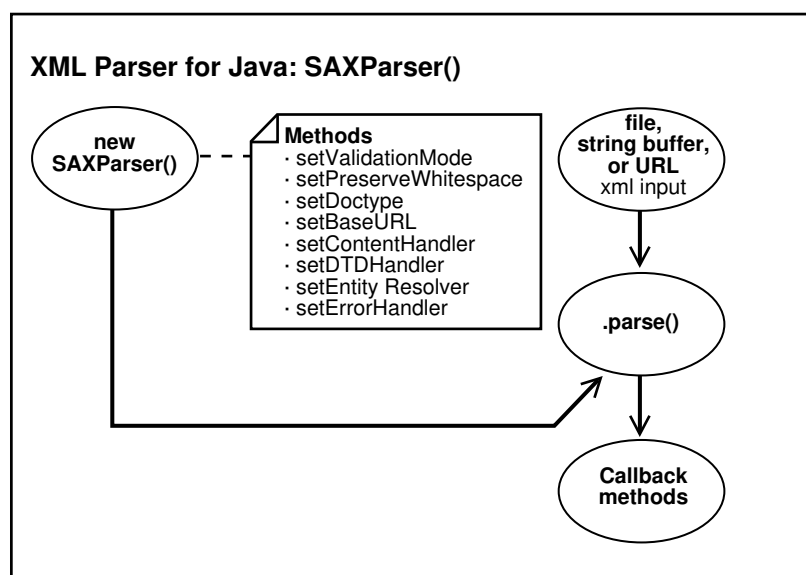 XML Parser for Java: SAXParser()
new
SAXParser()
Methods
· setValidationMode
· setPreserveWhitespace
· setDoctype
· setBaseURL
· setContentHandler
· setDTDHandler
· setEntity Resolver
· setErrorHandler
file,
string buffer,
or URL
xml input
.parse()
Callback
methods